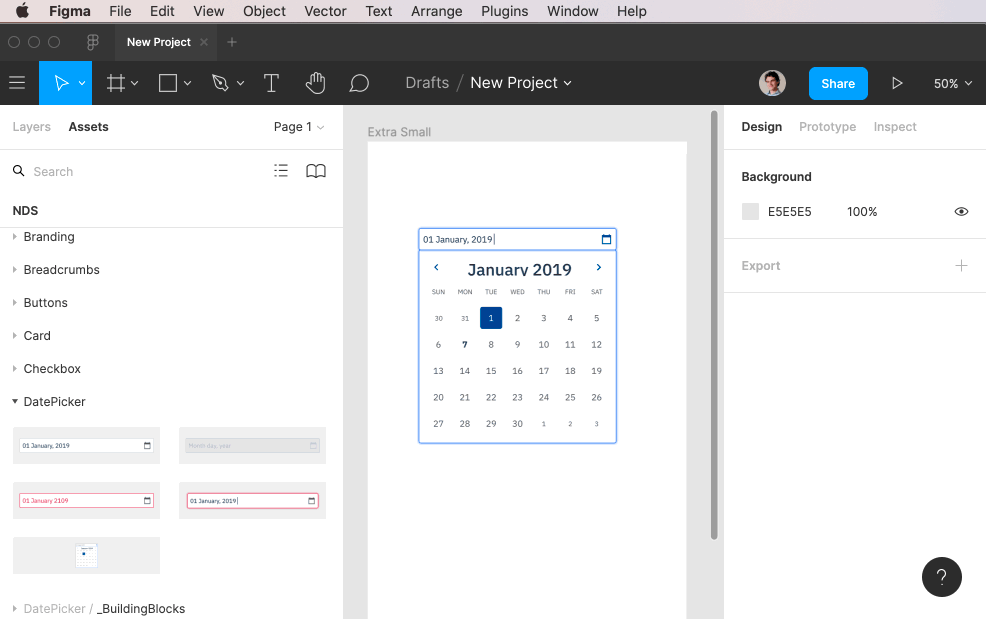 Figma File Edit View Object Vector Text Arrange Plugins Window Help
New Project
Drafts / New Project
Share
50%
Layers Assets Page 1
Search
NDS
Branding
Breadcrumbs
Buttons
Card
Checkbox
DatePicker
01 January, 2019
Month day, year
01 January 2109
01 January, 2019
DatePicker / _BuildingBlocks
Extra Small
01 January, 2019
January 2019
SUN MON TUE WED THU FRI SAT
30 31 1 2 3 4 5
6 7 8 9 10 11 12
13 14 15 16 17 18 19
20 21 22 23 24 25 26
27 28 29 30 1 2 3
Design Prototype Inspect
Background
E5E5E5 100%
Export
?